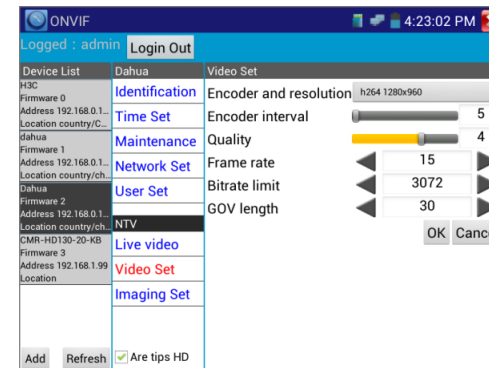 ONVIF
4:23:02 PM
Logged : admin
Login Out
Device List
H3C
Firmware 0
Address 192.168.0.1...
Location country/C...
dahua
Firmware 1
Address 192.168.0.1...
Location country/ch...
Dahua
Firmware 2
Address 192.168.0.1...
Location country/ch...
CMR-HD130-20-KB
Firmware 3
Address 192.168.1.99
Location
Add
Refresh
Dahua
Identification
Time Set
Maintenance
Network Set
User Set
NTV
Live video
Video Set
Imaging Set
Are tips HD
Video Set
Encoder and resolution h264 1280x960
Encoder interval 5
Quality 4
Frame rate 15
Bitrate limit 3072
GOV length 30
OK
Cance